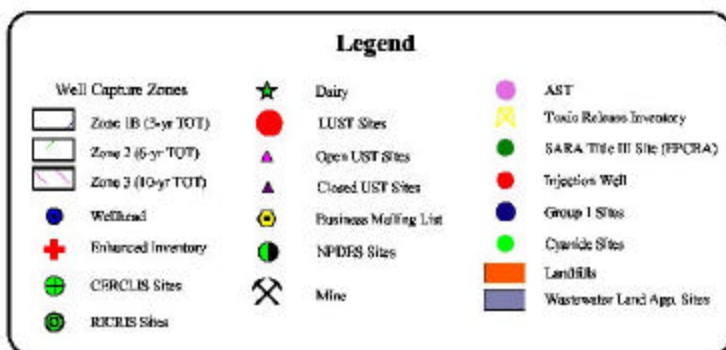 Legend
Well Capture Zones
Zone 1B (3-yr TOT)
Zone 2 (6-yr TOT)
Zone 3 (10-yr TOT)
Wellhead
Enhanced Inventory
CERCLIS Sites
RICRIS Sites
Dairy
LUST Sites
Open UST Sites
Closed UST Sites
Business Mailing List
NPDES Sites
Mine
AST
Toxic Release Inventory
SARA Title III Site (EPCRA)
Injection Well
Group 1 Sites
Cyanide Sites
Landfills
Wastewater Land App. Sites